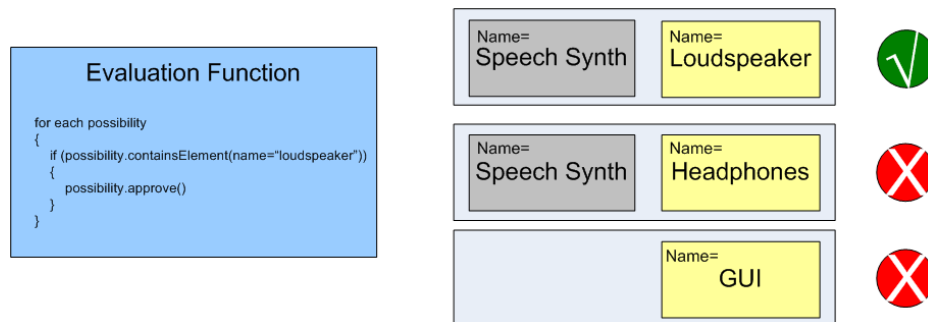 Evaluation Function
for each possibility
{
if (possibility.containsElement(name=“loudspeaker”))
{
possibility.approve()
}
}
Name=
Speech Synth
Name=
Loudspeaker
Name=
Speech Synth
Name=
Headphones
Name=
GUI